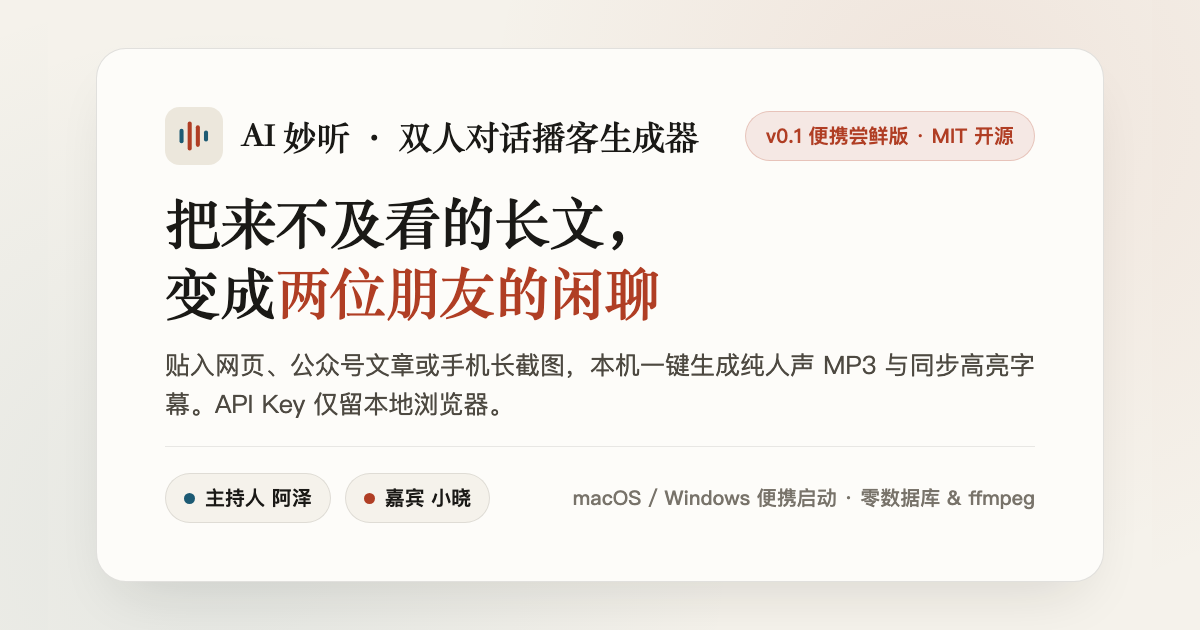 AI 妙听 · 双人对话播客生成器
v0.1 便携尝鲜版 · MIT 开源
把来不及看的长文，
变成两位朋友的闲聊
贴入网页、公众号文章或手机长截图，本机一键生成纯人声 MP3 与同步高亮字
幕。API Key 仅留本地浏览器。
主持人 阿泽
嘉宾 小晓
macOS / Windows 便携启动 · 零数据库 & ffmpeg